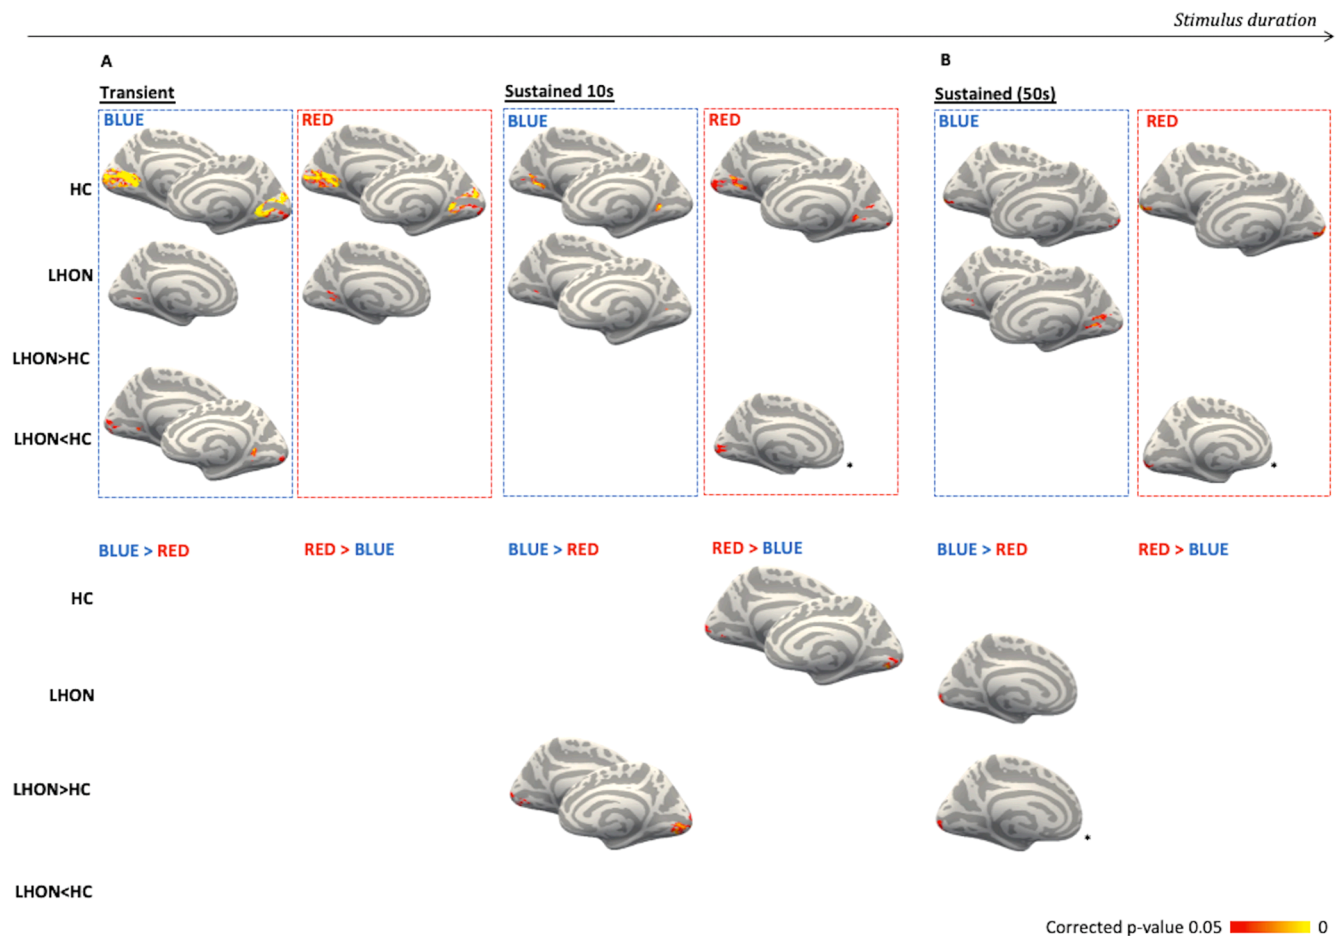 Stimulus duration
A
B
Transient
Sustained 10s
Sustained (50s)
BLUE
RED
BLUE
RED
BLUE
RED
HC
LHON
LHON>HC
LHON<HC
*
*
BLUE > RED
RED > BLUE
BLUE > RED
RED > BLUE
BLUE > RED
RED > BLUE
HC
LHON
LHON>HC
*
LHON<HC
Corrected p-value 0.05
0